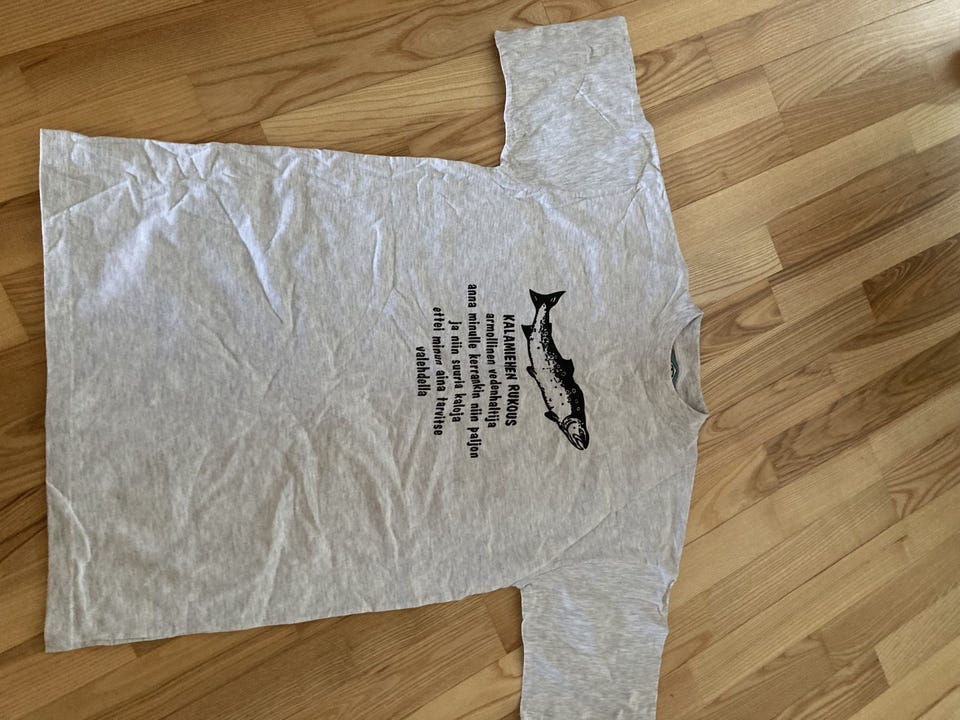 KALAMIEHEN RUKOUS
armollinen vedenhaltija
anna minulle kerrankin niin paljon
ja niin suuria kaloja
ettei minun aina tarvitse
valehdella